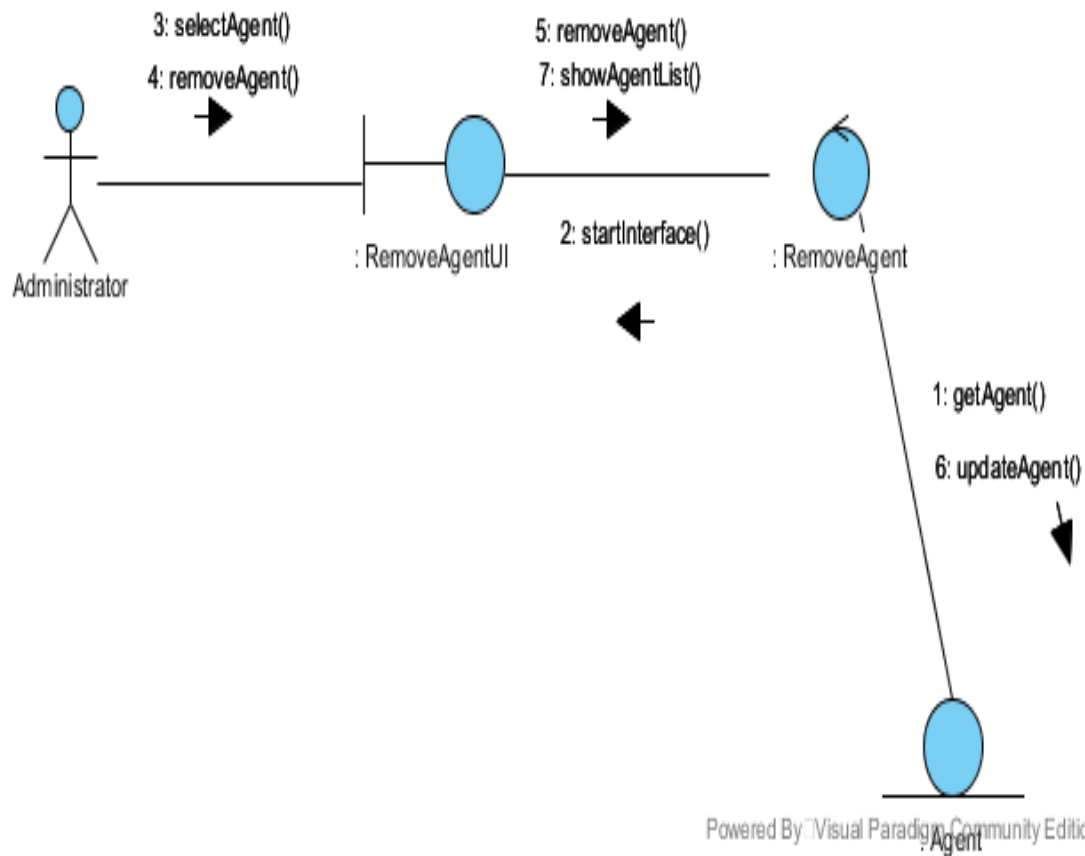 3: selectAgent()
4: removeAgent()
5: removeAgent()
7: showAgentList()
2: startInterface()
Administrator
: RemoveAgentUI
: RemoveAgent
1: getAgent()
6: updateAgent()
Powered By Visual Paradigm Community Editio
: Agent